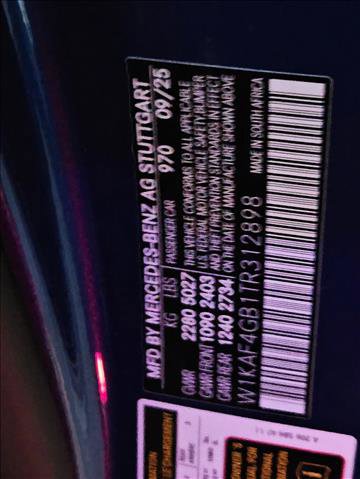 MFD BY MERCEDES-BENZ AG STUTTGART
KG LBS PASSENGER CAR 970 09/25
GVWR 2280 5027 THIS VEHICLE CONFORMS TO ALL APPLICABLE
GAWR FRONT 1090 2403 U.S. FEDERAL MOTOR VEHICLE SAFETY, BUMPER
AND THEFT PREVENTION STANDARDS IN EFFECT
GAWR REAR 1240 2734 ON THE DATE OF MANUFACTURE SHOWN ABOVE
W1KAF4GB1TR312898 MADE IN SOUTH AFRICA